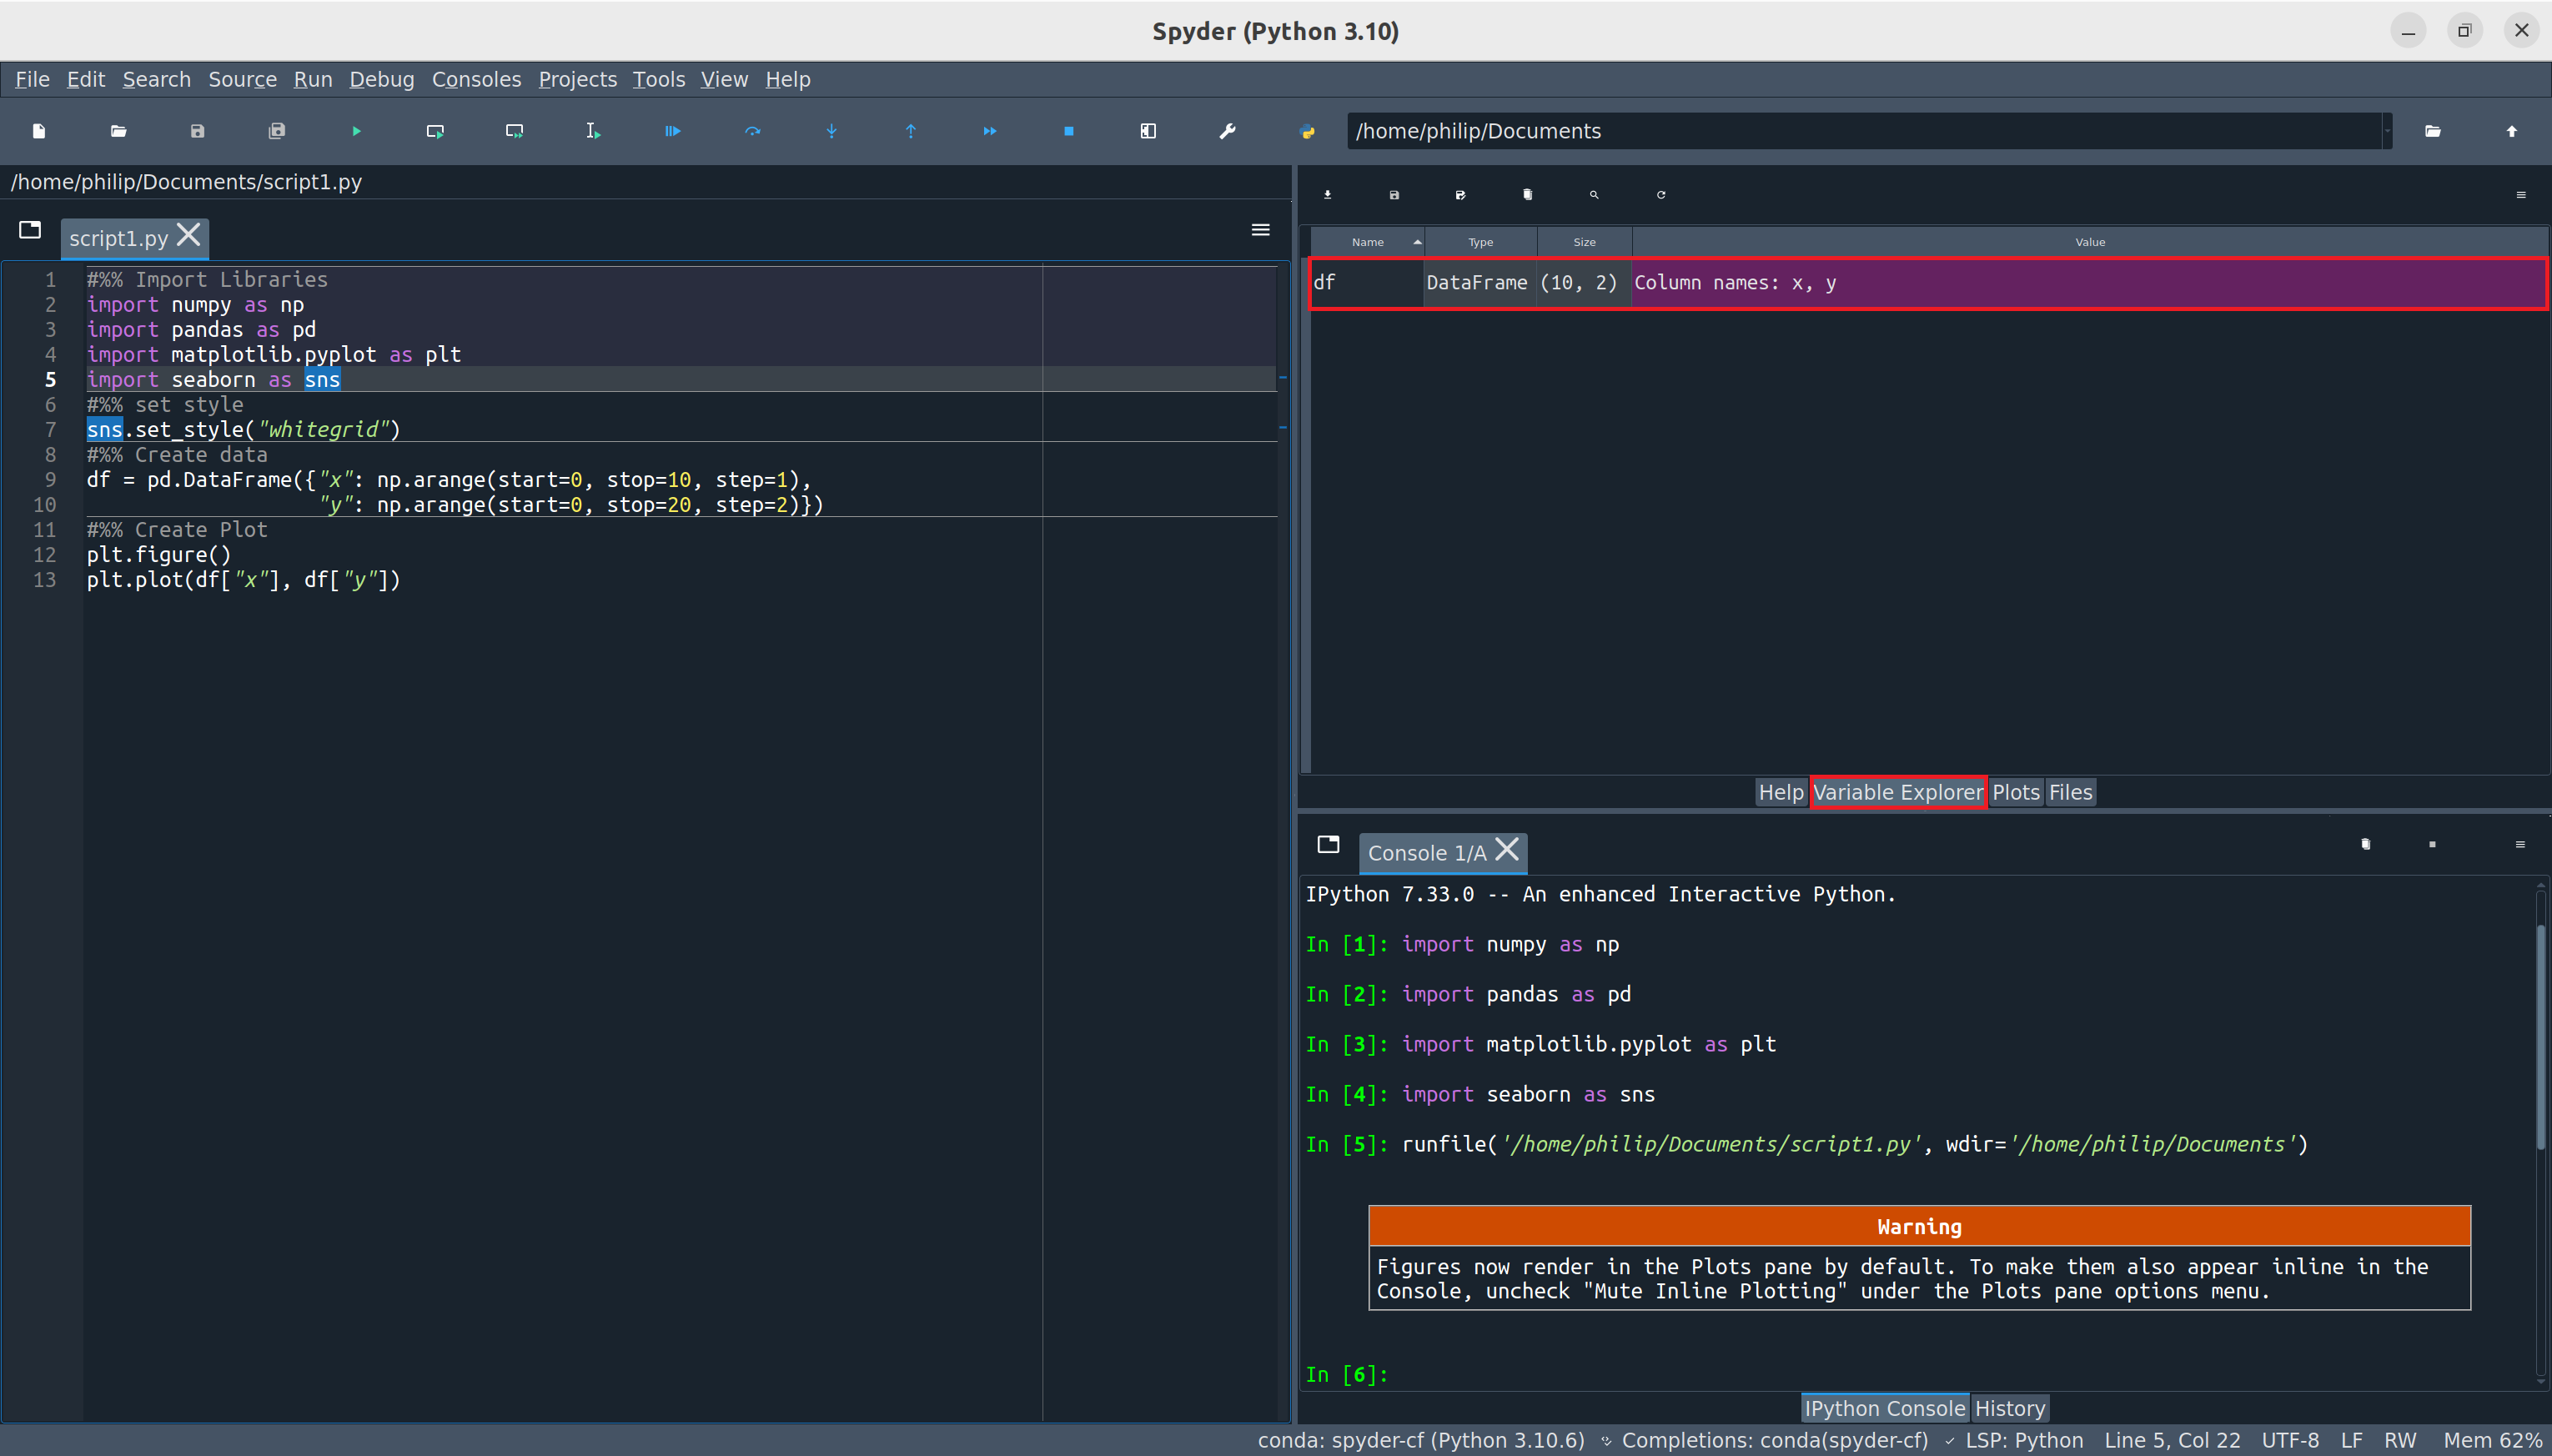 Spyder (Python 3.10)
File Edit Search Source Run Debug Consoles Projects Tools View Help
/home/philip/Documents
/home/philip/Documents/script1.py
script1.py
1 #%% Import Libraries
2 import numpy as np
3 import pandas as pd
4 import matplotlib.pyplot as plt
5 import seaborn as sns
6 #%% set style
7 sns.set_style("whitegrid")
8 #%% Create data
9 df = pd.DataFrame({"x": np.arange(start=0, stop=10, step=1),
10 "y": np.arange(start=0, stop=20, step=2)})
11 #%% Create Plot
12 plt.figure()
13 plt.plot(df["x"], df["y"])
Name Type Size Value
df DataFrame (10, 2) Column names: x, y
Help Variable Explorer Plots Files
Console 1/A
IPython 7.33.0 -- An enhanced Interactive Python.
In [1]: import numpy as np
In [2]: import pandas as pd
In [3]: import matplotlib.pyplot as plt
In [4]: import seaborn as sns
In [5]: runfile('/home/philip/Documents/script1.py', wdir='/home/philip/Documents')
Warning
Figures now render in the Plots pane by default. To make them also appear inline in the
Console, uncheck "Mute Inline Plotting" under the Plots pane options menu.
In [6]:
IPython Console History
conda: spyder-cf (Python 3.10.6) Completions: conda(spyder-cf) LSP: Python Line 5, Col 22 UTF-8 LF RW Mem 62%